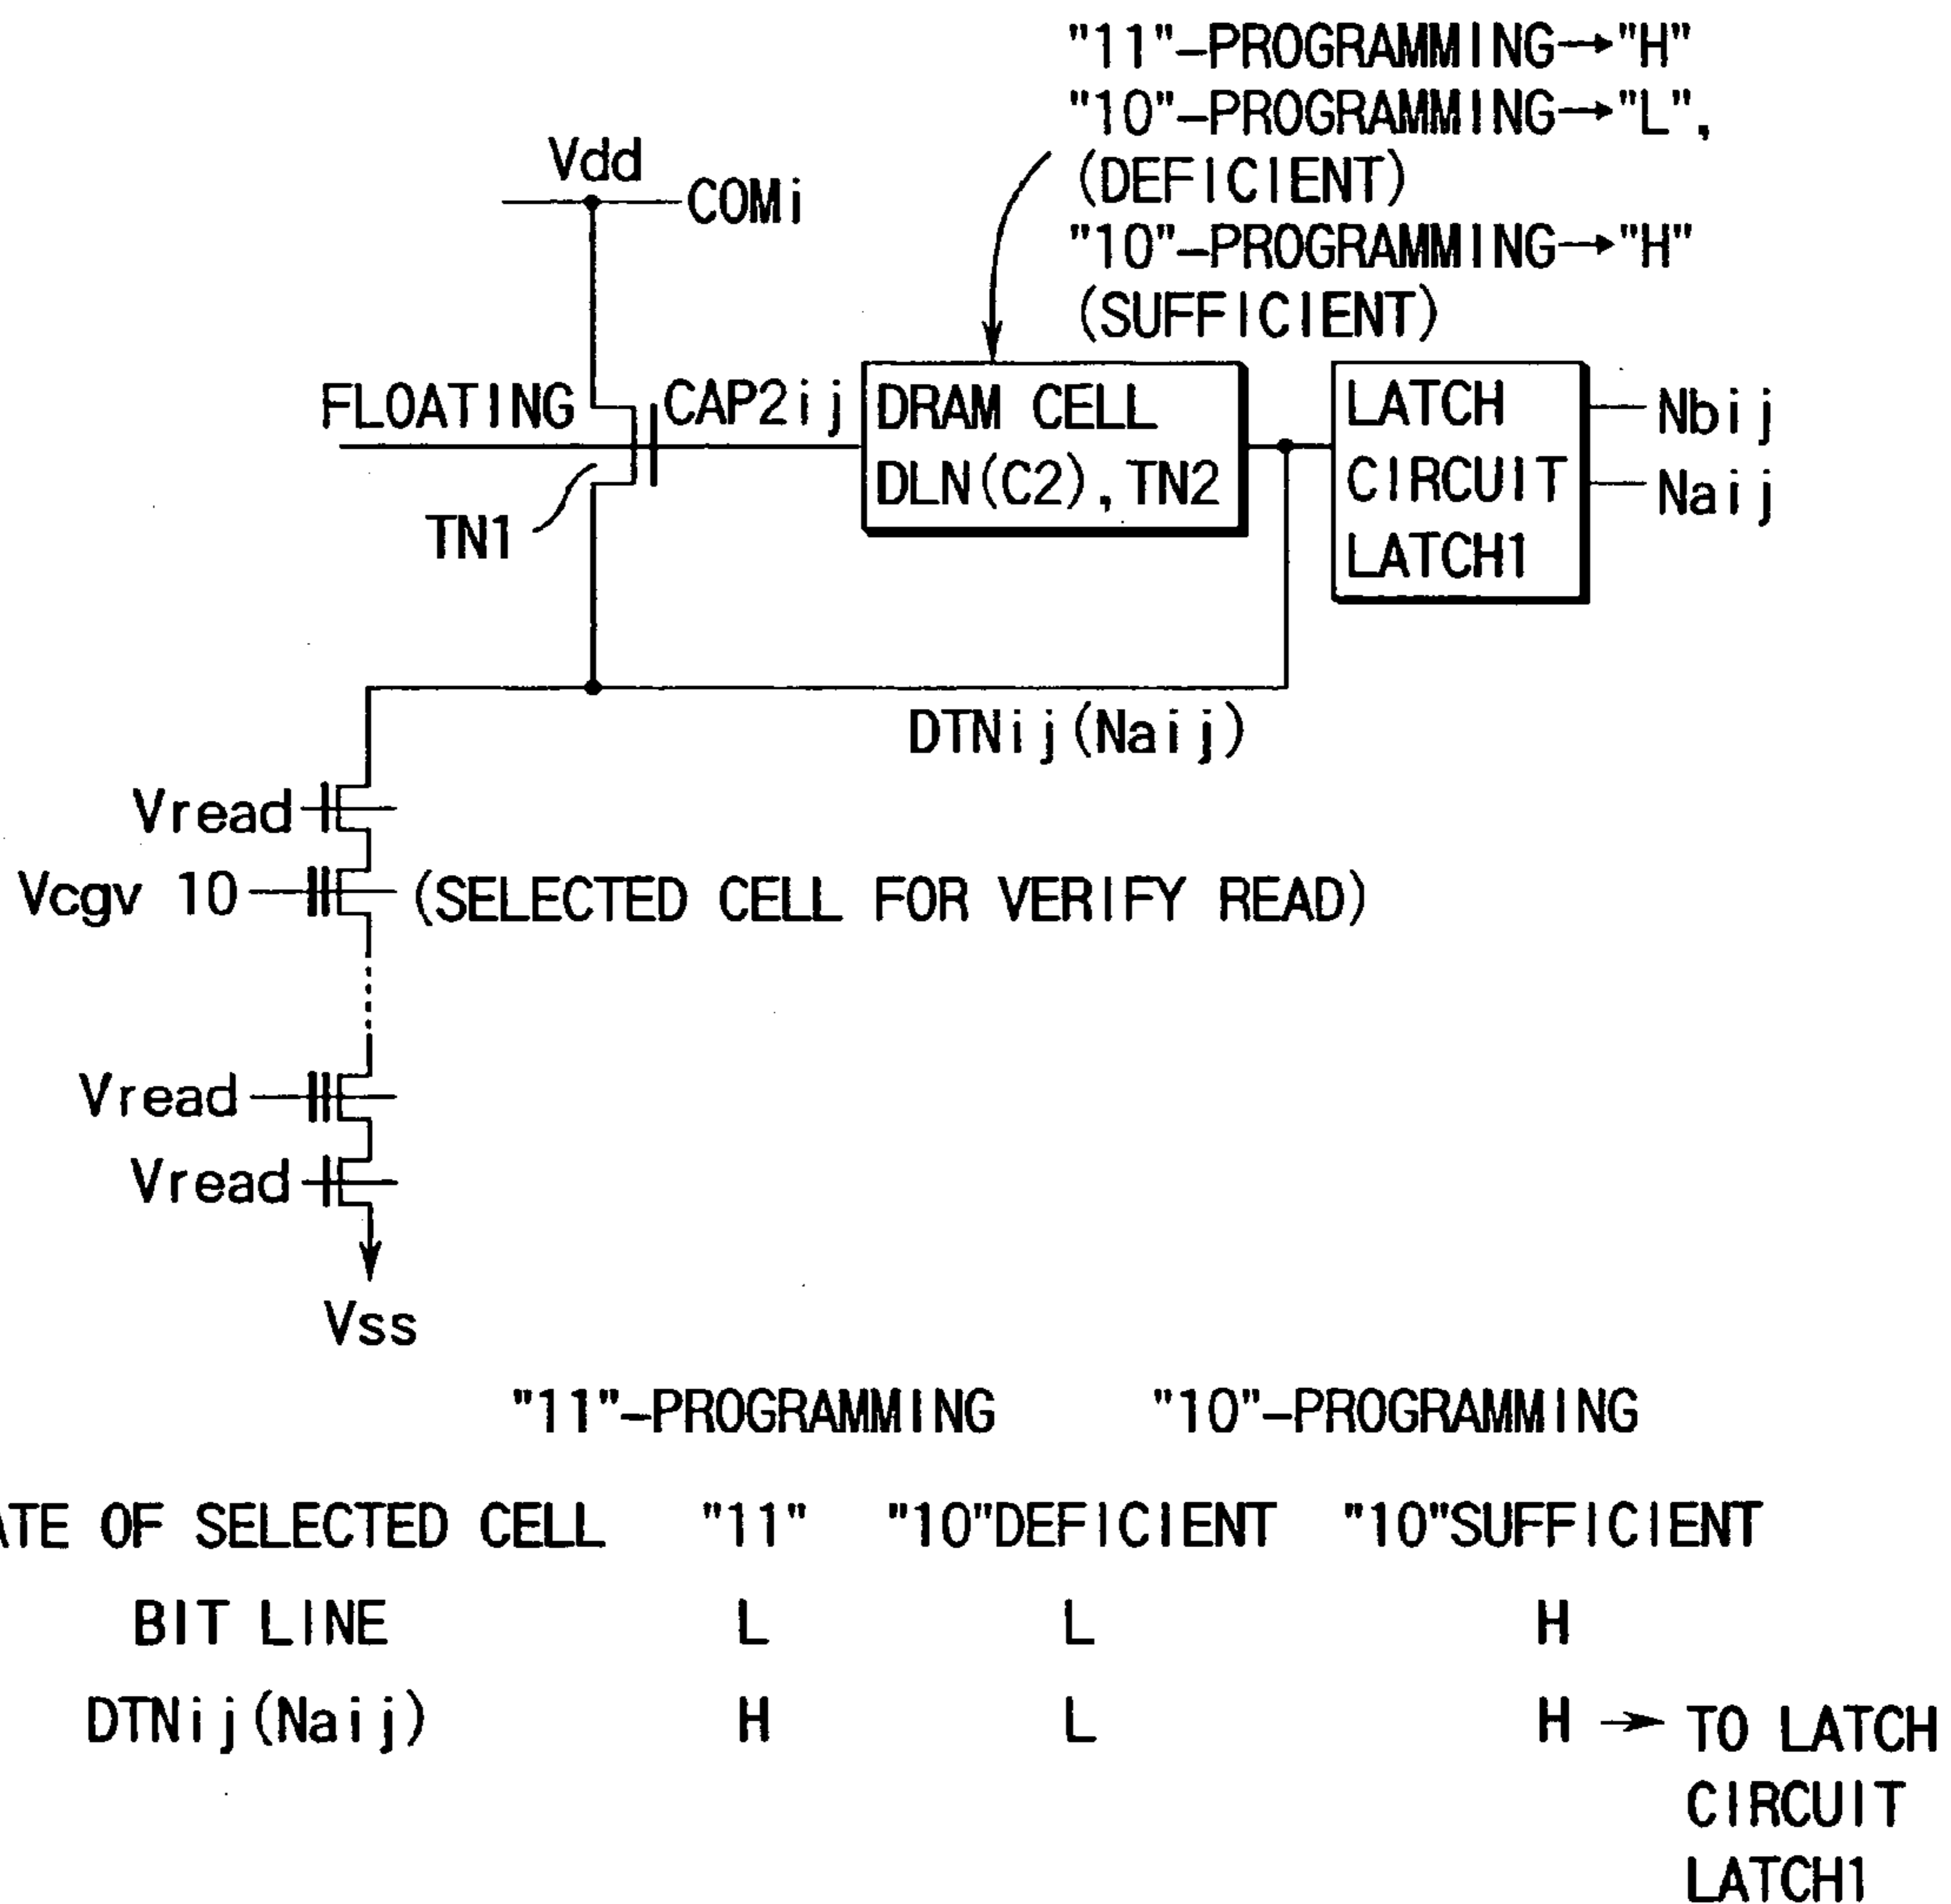 "11"-PROGRAMMING→"H"
"10"-PROGRAMMING→"L",
(DEFICIENT)
"10"-PROGRAMMING→"H"
(SUFFICIENT)
Vdd
COMi
FLOATING
CAP2ij
TN1
DRAM CELL
DLN(C2),TN2
LATCH
CIRCUIT
LATCH1
Nbij
Naij
DTNij(Naij)
Vread
Vcgv 10
(SELECTED CELL FOR VERIFY READ)
Vread
Vread
Vss
"11"-PROGRAMMING "10"-PROGRAMMING
OF SELECTED CELL "11" "10"DEFICIENT "10"SUFFICIENT
BIT LINE L L H
DTNij(Naij) H L H → TO LATCH
CIRCUIT
LATCH1